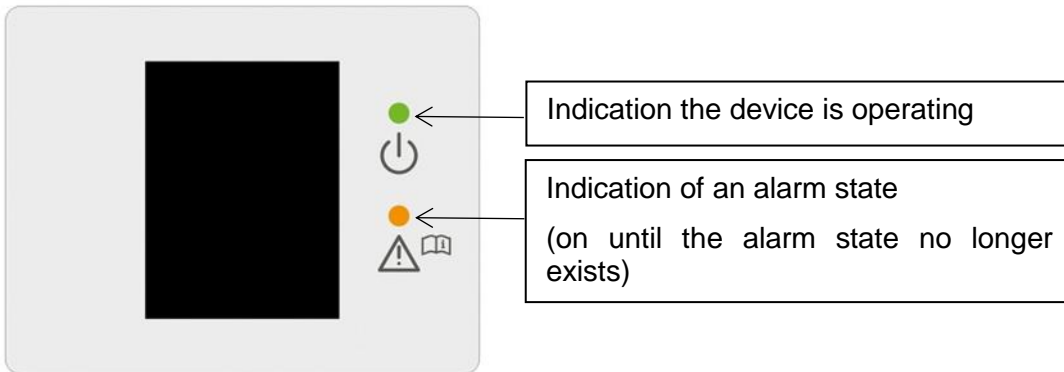 Indication the device is operating
Indication of an alarm state
(on until the alarm state no longer
exists)